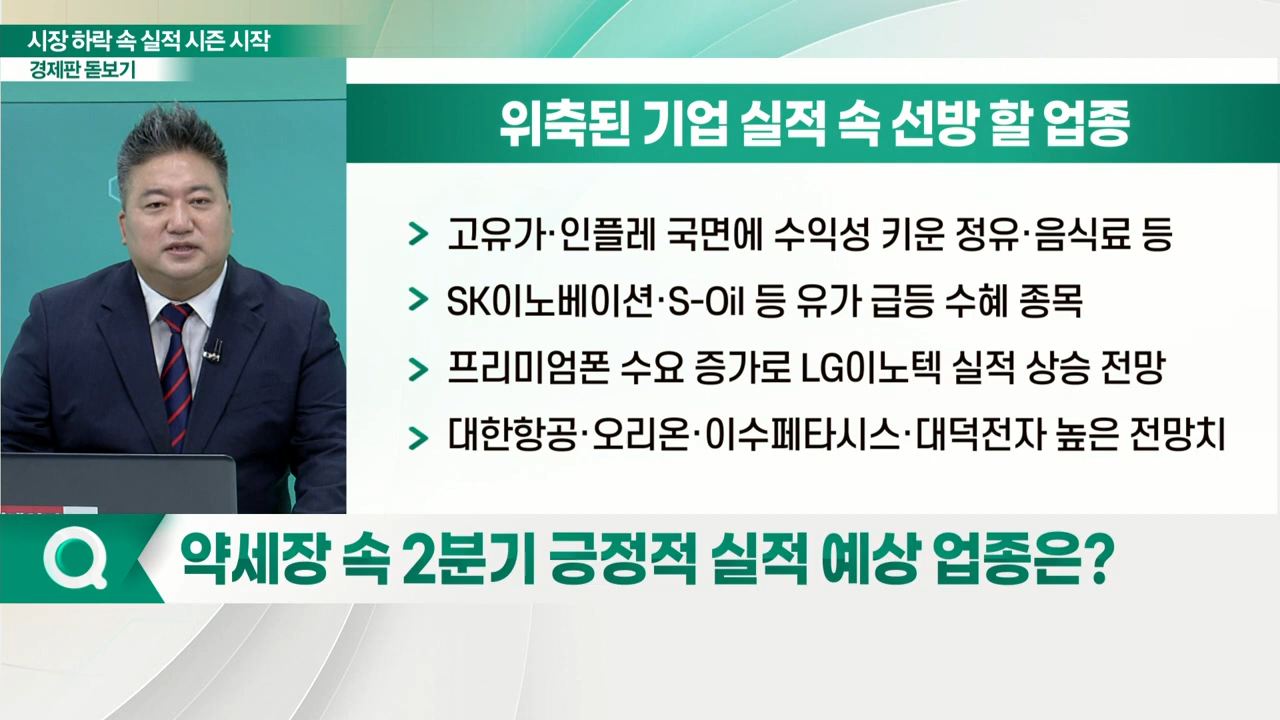 시장 하락 속 실적 시즌 시작
경제판 돋보기
위축된 기업 실적 속 선방 할 업종
> 고유가·인플레 국면에 수익성 키운 정유·음식료 등
> SK이노베이션·S-Oil 등 유가 급등 수혜 종목
> 프리미엄폰 수요 증가로 LG이노텍 실적 상승 전망
> 대한항공·오리온·이수페타시스·대덕전자 높은 전망치
약세장 속 2분기 긍정적 실적 예상 업종은?